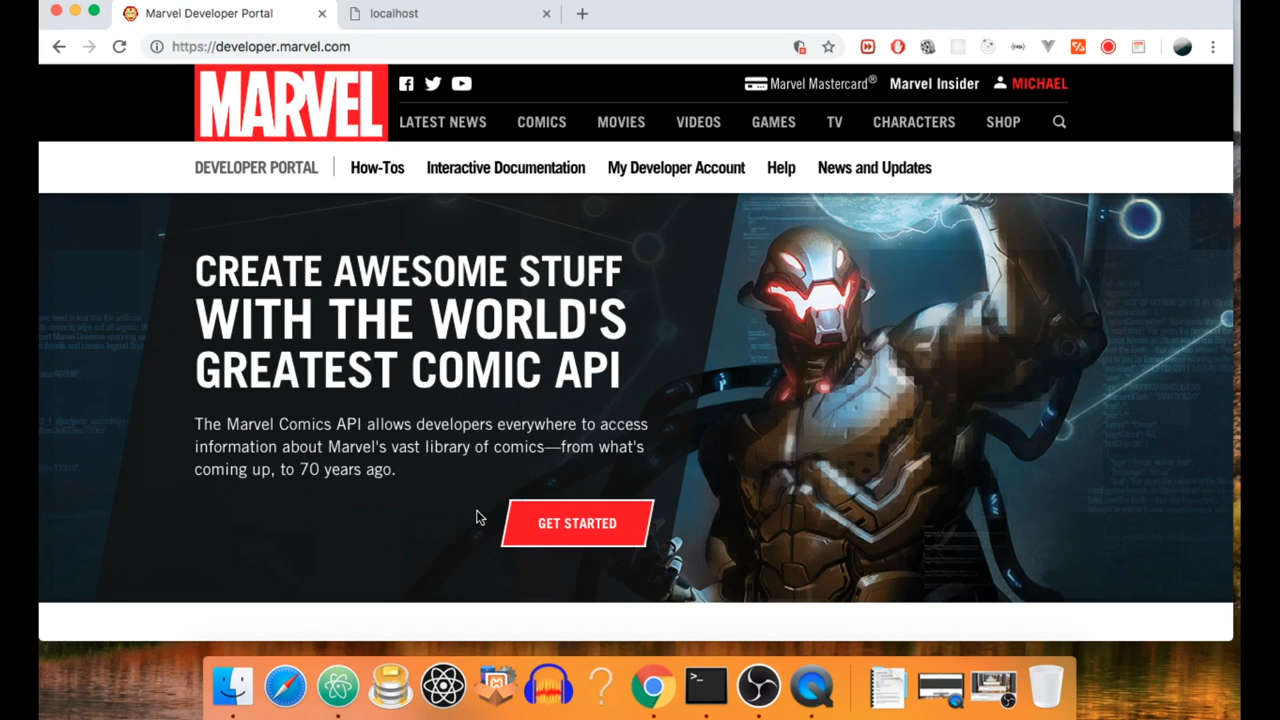 Marvel Developer Portal
localhost
https://developer.marvel.com
MARVEL
Marvel Mastercard®
Marvel Insider
MICHAEL
LATEST NEWS
COMICS
MOVIES
VIDEOS
GAMES
TV
CHARACTERS
SHOP
DEVELOPER PORTAL
How-Tos
Interactive Documentation
My Developer Account
Help
News and Updates
CREATE AWESOME STUFF
WITH THE WORLD'S
GREATEST COMIC API
The Marvel Comics API allows developers everywhere to access
information about Marvel's vast library of comics—from what's
coming up, to 70 years ago.
GET STARTED